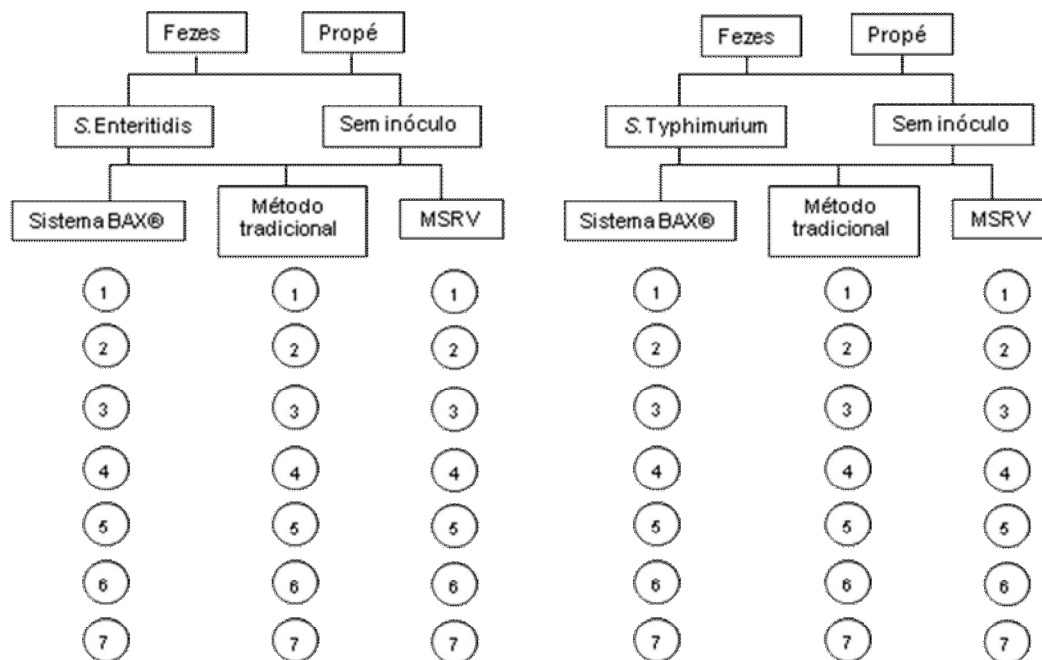 Fezes Propé
S.Enteritidis Sem inóculo
Sistema BAX® Método tradicional MSRV
1 1 1
2 2 2
3 3 3
4 4 4
5 5 5
6 6 6
7 7 7
Fezes Propé
S.Typhimurium Sem inóculo
Sistema BAX® Método tradicional MSRV
1 1 1
2 2 2
3 3 3
4 4 4
5 5 5
6 6 6
7 7 7